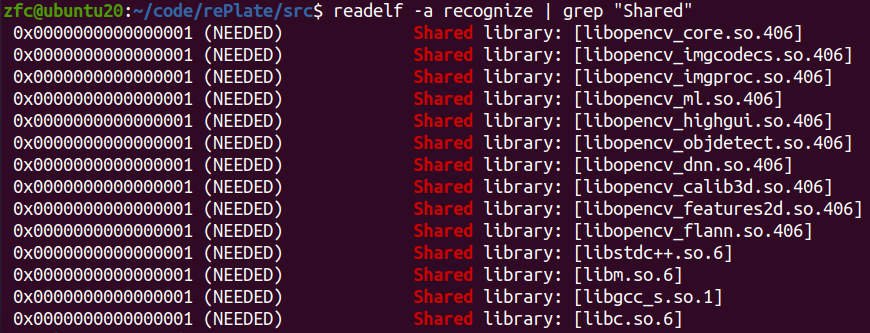 zfc@ubuntu20:~/code/rePlate/src$ readelf -a recognize | grep "Shared"
0x0000000000000001 (NEEDED) Shared library: [libopencv_core.so.406]
0x0000000000000001 (NEEDED) Shared library: [libopencv_imgcodecs.so.406]
0x0000000000000001 (NEEDED) Shared library: [libopencv_imgproc.so.406]
0x0000000000000001 (NEEDED) Shared library: [libopencv_ml.so.406]
0x0000000000000001 (NEEDED) Shared library: [libopencv_highgui.so.406]
0x0000000000000001 (NEEDED) Shared library: [libopencv_objdetect.so.406]
0x0000000000000001 (NEEDED) Shared library: [libopencv_dnn.so.406]
0x0000000000000001 (NEEDED) Shared library: [libopencv_calib3d.so.406]
0x0000000000000001 (NEEDED) Shared library: [libopencv_features2d.so.406]
0x0000000000000001 (NEEDED) Shared library: [libopencv_flann.so.406]
0x0000000000000001 (NEEDED) Shared library: [libstdc++.so.6]
0x0000000000000001 (NEEDED) Shared library: [libm.so.6]
0x0000000000000001 (NEEDED) Shared library: [libgcc_s.so.1]
0x0000000000000001 (NEEDED) Shared library: [libc.so.6]